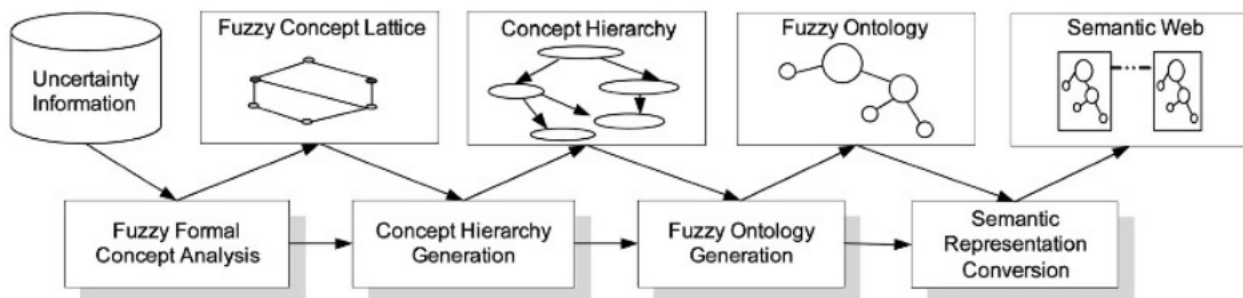 Uncertainty
Information
Fuzzy Concept Lattice
Concept Hierarchy
Fuzzy Ontology
Semantic Web
Fuzzy Formal
Concept Analysis
Concept Hierarchy
Generation
Fuzzy Ontology
Generation
Semantic
Representation
Conversion